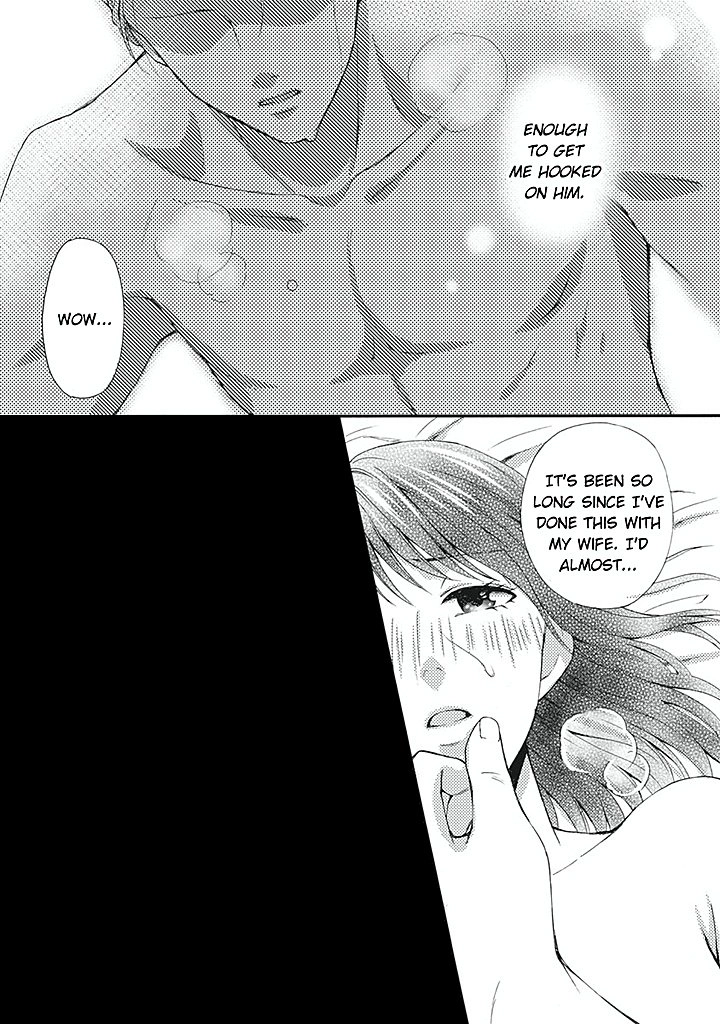 ENOUGH
TO GET
ME HOOKED
ON HIM.
WOW...
IT'S BEEN SO
LONG SINCE I'VE
DONE THIS WITH
MY WIFE. I'D
ALMOST...